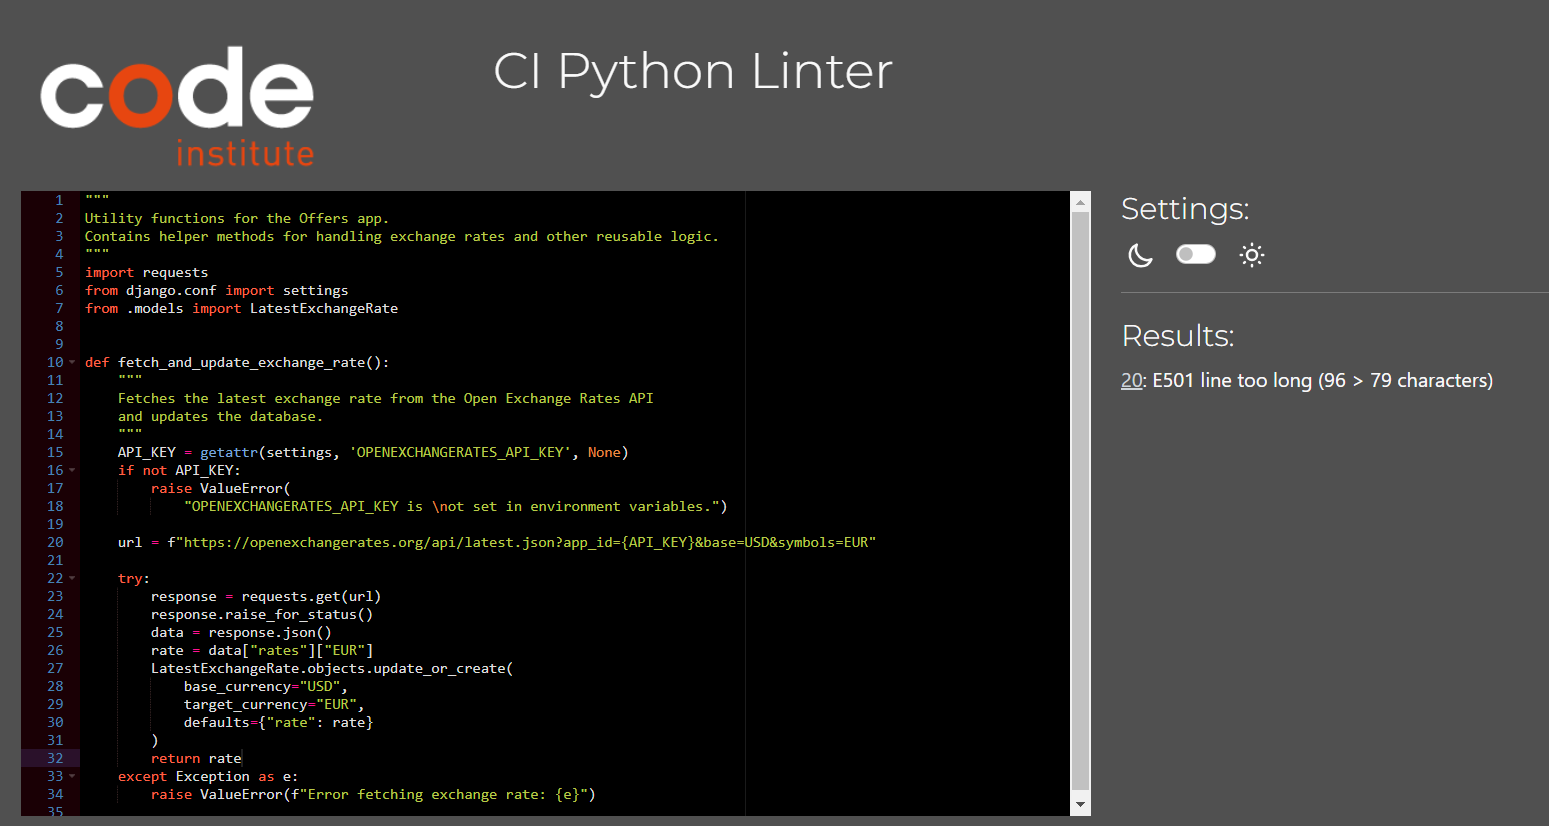 code
institute
CI Python Linter
1 """
2 Utility functions for the Offers app.
3 Contains helper methods for handling exchange rates and other reusable logic.
4 """
5 import requests
6 from django.conf import settings
7 from .models import LatestExchangeRate
8
9
10 def fetch_and_update_exchange_rate():
11     """
12     Fetches the latest exchange rate from the Open Exchange Rates API
13     and updates the database.
14     """
15     API_KEY = getattr(settings, 'OPENEXCHANGERATES_API_KEY', None)
16     if not API_KEY:
17         raise ValueError(
18             "OPENEXCHANGERATES_API_KEY is \not set in environment variables.")
19
20     url = f"https://openexchangerates.org/api/latest.json?app_id={API_KEY}&base=USD&symbols=EUR"
21
22     try:
23         response = requests.get(url)
24         response.raise_for_status()
25         data = response.json()
26         rate = data["rates"]["EUR"]
27         LatestExchangeRate.objects.update_or_create(
28             base_currency="USD",
29             target_currency="EUR",
30             defaults={"rate": rate}
31         )
32         return rate
33     except Exception as e:
34         raise ValueError(f"Error fetching exchange rate: {e}")
35
Settings:
Results:
20: E501 line too long (96 > 79 characters)